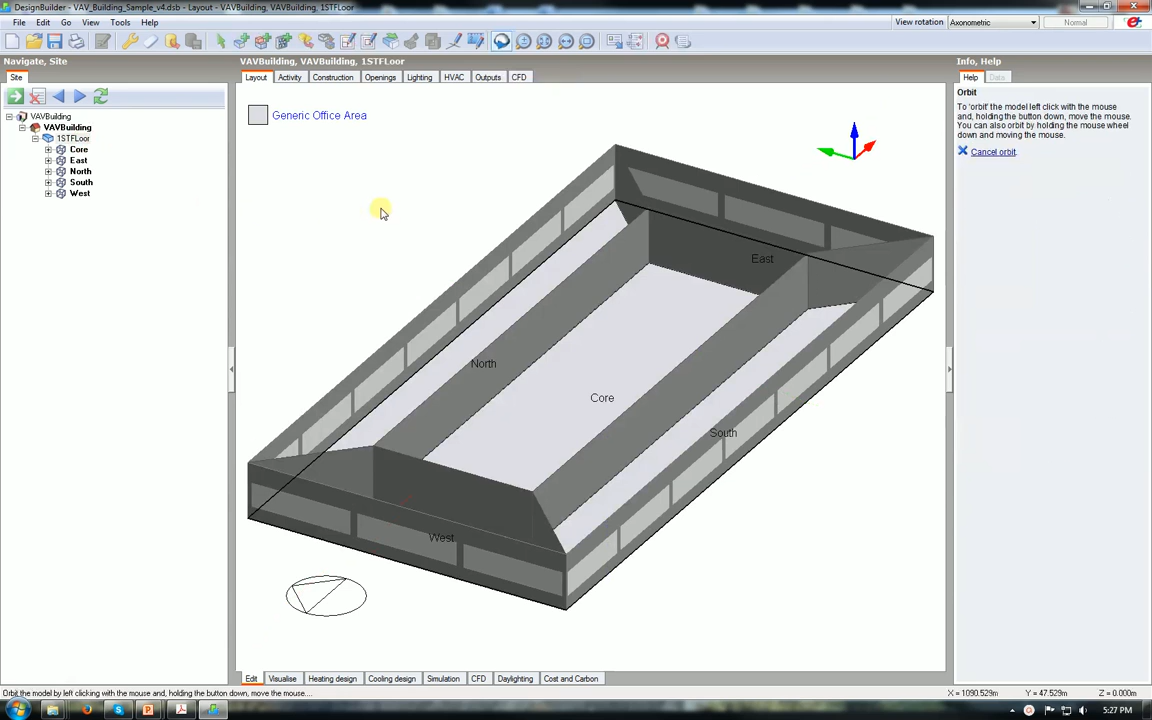 DesignBuilder - VAV_Building_Sample_v4.dsb - Layout - VAVBuilding, VAVBuilding, 1STFLoor
File Edit Go View Tools Help
View rotation Axonometric Normal
Navigate, Site
VAVBuilding, VAVBuilding, 1STFLoor
Info, Help
Site
Layout Activity Construction Openings Lighting HVAC Outputs CFD
Help Data
VAVBuilding
VAVBuilding
1STFLoor
Core
East
North
South
West
Generic Office Area
Orbit
To 'orbit' the model left click with the mouse
and, holding the button down, move the mouse.
You can also orbit by holding the mouse wheel
down and moving the mouse.
Cancel orbit.
East
North
Core
South
West
Edit Visualise Heating design Cooling design Simulation CFD Daylighting Cost and Carbon
Orbit the model by left clicking with the mouse and, holding the button down, move the mouse....
X = 1090.529m Y = 47.529m Z = 0.000m
5:27 PM